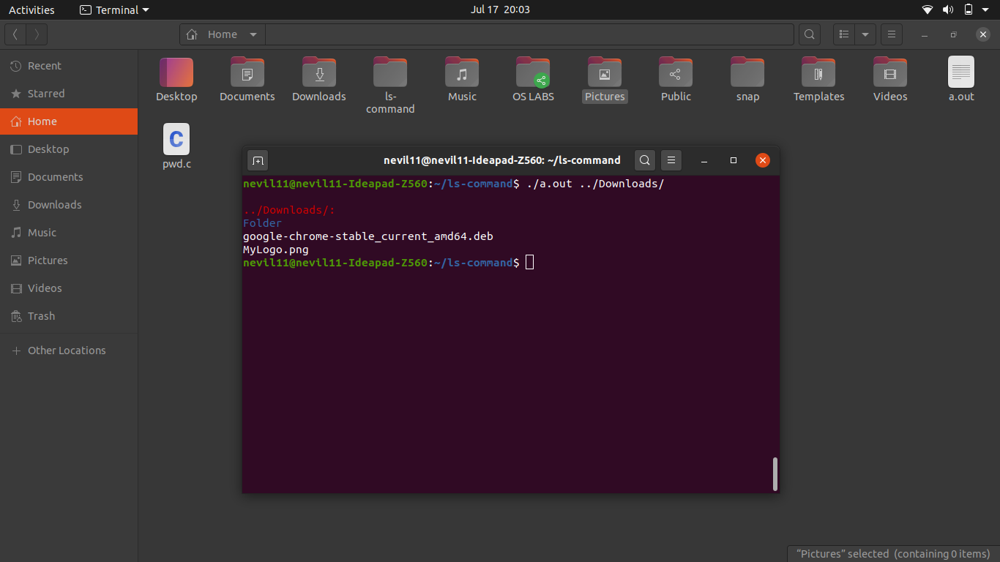 Activities
Terminal
Jul 17 20:03
Home
Recent
Starred
Home
Desktop
Documents
Downloads
Music
Pictures
Videos
Trash
Other Locations
Desktop
Documents
Downloads
ls-
command
Music
OS LABS
Pictures
Public
snap
Templates
Videos
a.out
C
pwd.c
nevil11@nevil11-Ideapad-Z560: ~/ls-command
nevil11@nevil11-Ideapad-Z560:~/ls-command$ ./a.out ../Downloads/
../Downloads/:
Folder
google-chrome-stable_current_amd64.deb
MyLogo.png
nevil11@nevil11-Ideapad-Z560:~/ls-command$
"Pictures" selected (containing 0 items)